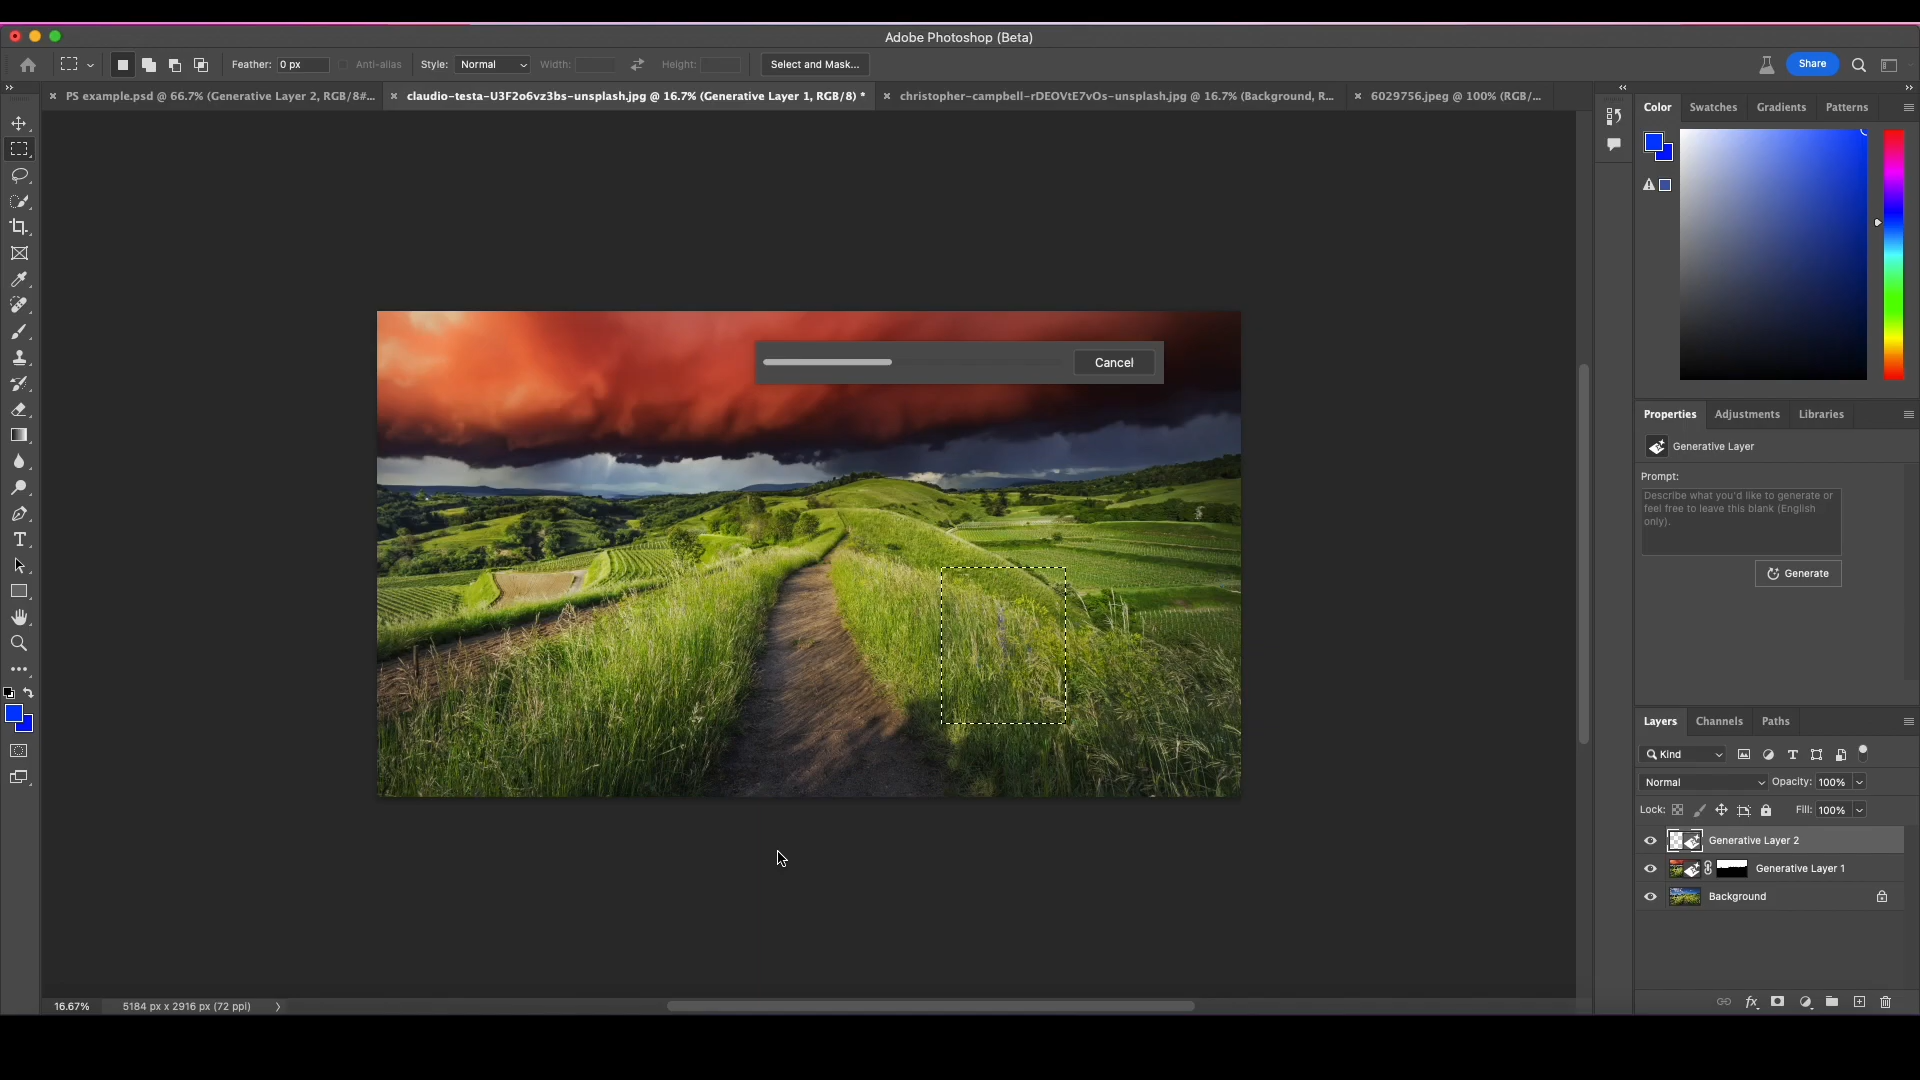 Adobe Photoshop (Beta)
Feather: 0 px Anti-alias Style: Normal Width: Height: Select and Mask... Share
PS example.psd @ 66.7% (Generative Layer 2, RGB/8#... claudio-testa-U3F2o6vz3bs-unsplash.jpg @ 16.7% (Generative Layer 1, RGB/8) * christopher-campbell-rDEOVtE7vOs-unsplash.jpg @ 16.7% (Background, R... 6029756.jpeg @ 100% (RGB/...
Color Swatches Gradients Patterns
Cancel
Properties Adjustments Libraries
Generative Layer
Prompt:
Describe what you'd like to generate or
feel free to leave this blank (English
only).
Generate
Layers Channels Paths
Kind
Normal Opacity: 100%
Lock: Fill: 100%
Generative Layer 2
Generative Layer 1
Background
16.67% 5184 px x 2916 px (72 ppi)